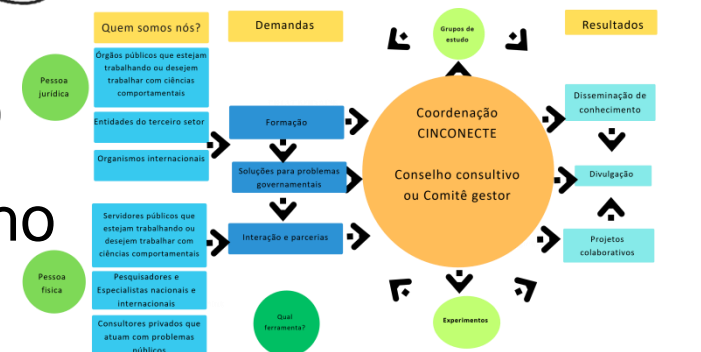 Quem somos nós?
Demandas
Grupos de
estudo
Resultados
Pessoa
jurídica
Órgãos públicos que estejam
trabalhando ou desejem
trabalhar com ciências
comportamentais
Entidades do terceiro setor
Organismos internacionais
Formação
Soluções para problemas
governamentais
Interação e parcerias
Coordenação
CINCONECTE
Conselho consultivo
ou Comitê gestor
Disseminação de
conhecimento
Divulgação
Projetos
colaborativos
no
Pessoa
física
Servidores públicos que
estejam trabalhando ou
desejem trabalhar com
ciências comportamentais
Pesquisadores e
Especialistas nacionais e
internacionais
Consultores privados que
atuam com problemas
públicos
Qual
ferramenta?
Experimentos